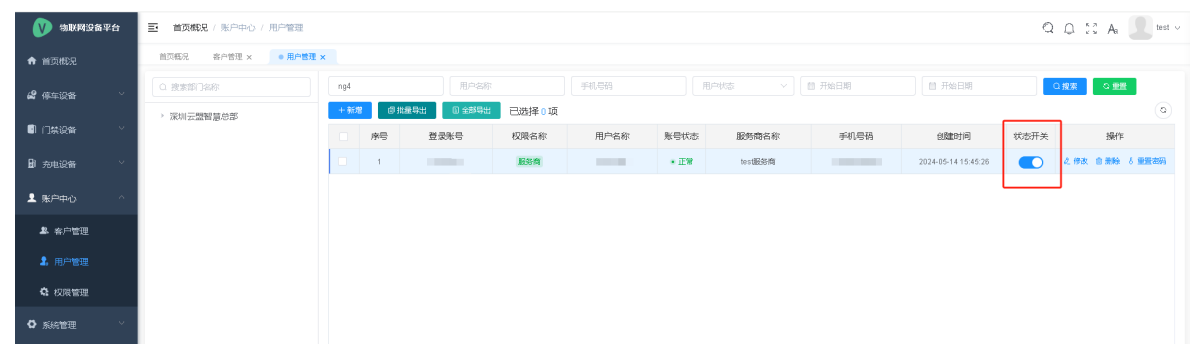 物联网设备平台
首页概况 / 账户中心 / 用户管理
test
首页概况
客户管理 ×
用户管理 ×
首页概况
停车设备
门禁设备
充电设备
账户中心
客户管理
用户管理
权限管理
系统管理
搜索部门名称
深圳云盟智慧总部
ng4
用户名称
手机号码
用户状态
开始日期
开始日期
搜索
重置
+ 新增
批量导出
全部导出
已选择 0 项
序号 登录账号 权限名称 用户名称 账号状态 服务商名称 手机号码 创建时间 状态开关 操作
1 服务商 正常 test服务商 2024-05-14 15:45:26 修改 删除 重置密码